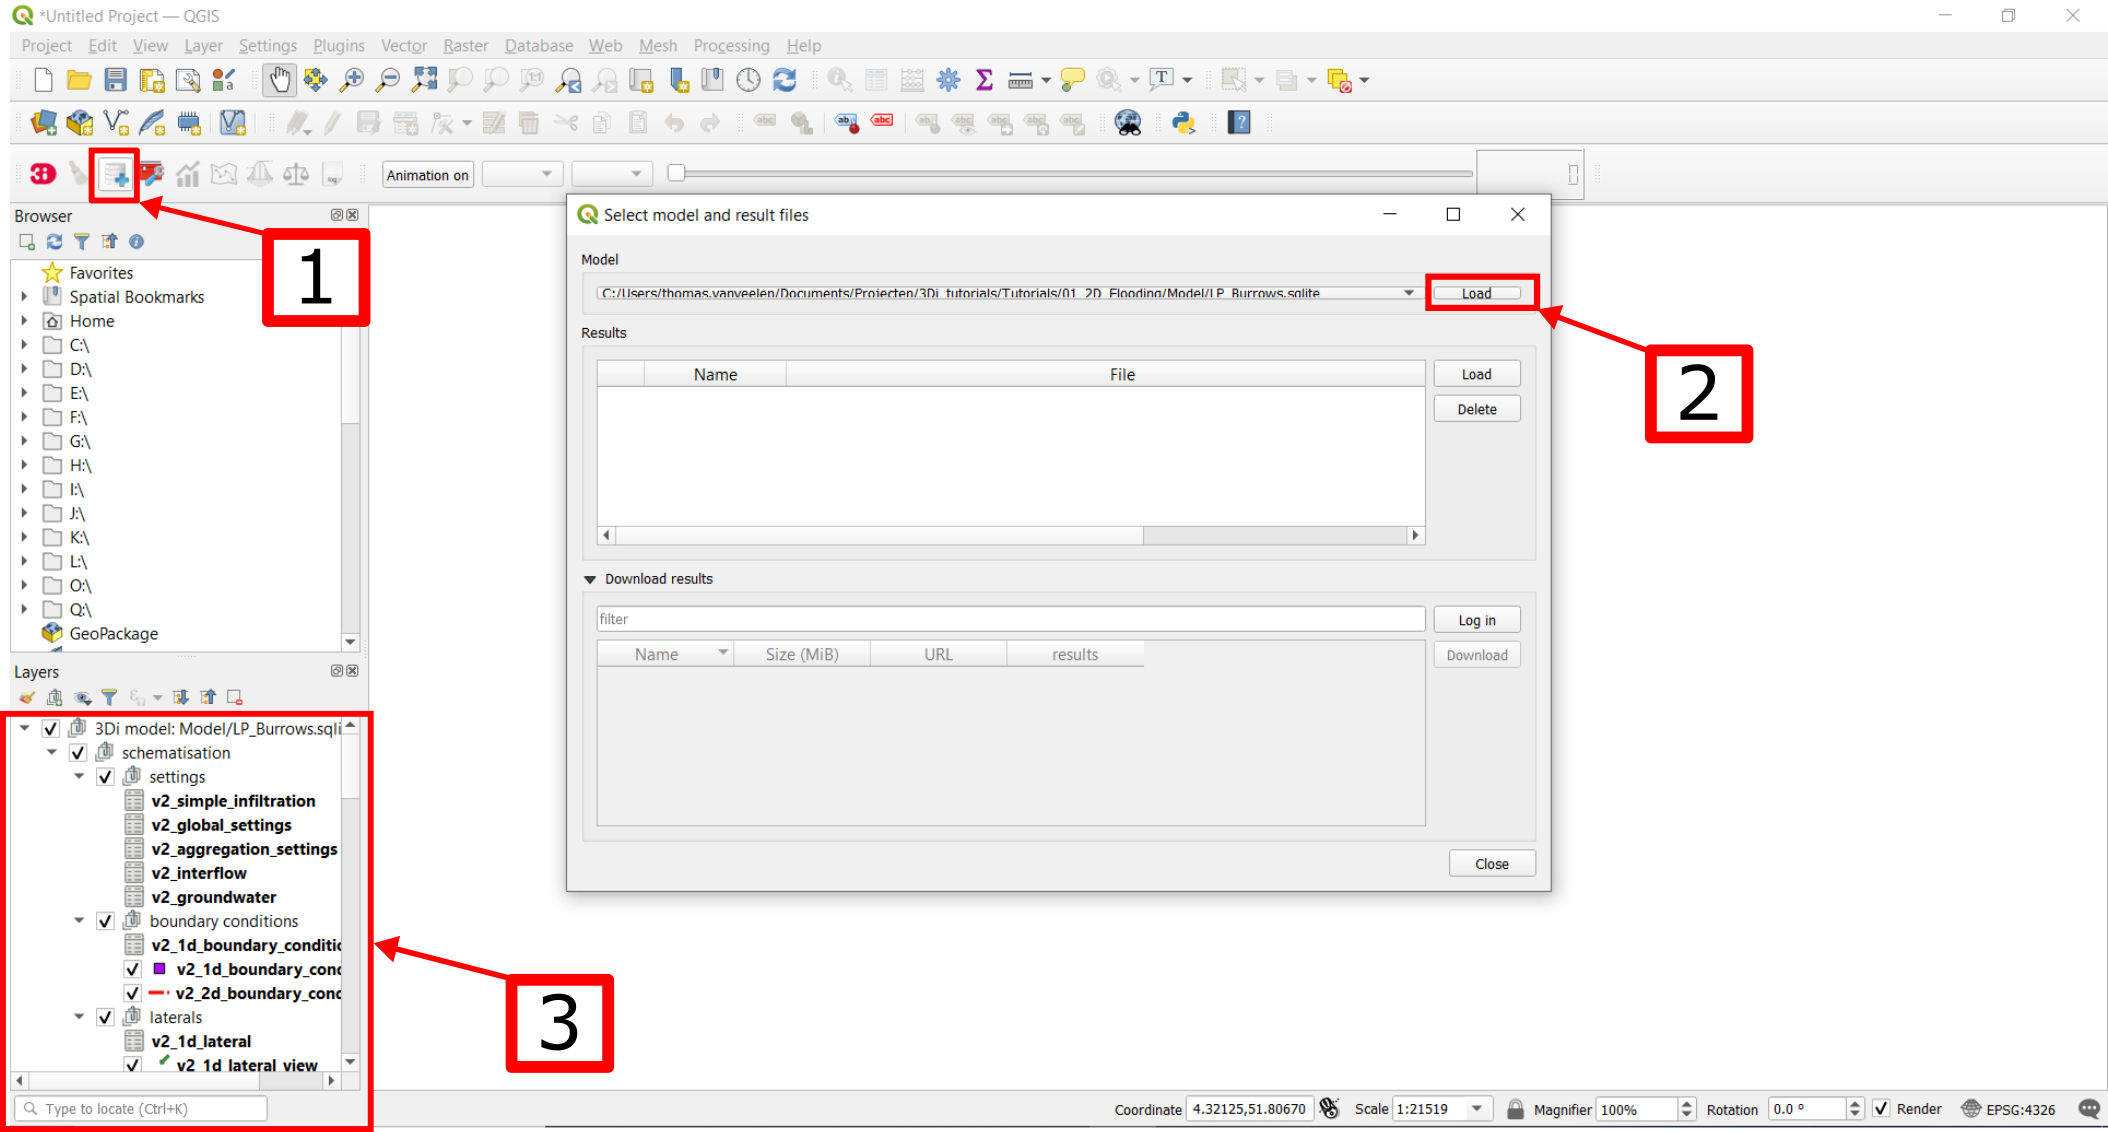 *Untitled Project — QGIS
Project Edit View Layer Settings Plugins Vector Raster Database Web Mesh Processing Help
Animation on
Browser
Favorites
Spatial Bookmarks
Home
C:\
D:\
E:\
F:\
G:\
H:\
I:\
J:\
K:\
L:\
O:\
Q:\
GeoPackage
1
Select model and result files
Model
C:/Users/thomas.vanveelen/Documents/Projecten/3Di_tutorials/Tutorials/01_2D_Flooding/Model/LP_Burrows.sqlite
Load
2
Results
Name File
Load
Delete
Download results
filter
Log in
Name Size (MiB) URL results
Download
Close
Layers
3Di model: Model/LP_Burrows.sqli
schematisation
settings
v2_simple_infiltration
v2_global_settings
v2_aggregation_settings
v2_interflow
v2_groundwater
boundary conditions
v2_1d_boundary_conditic
v2_1d_boundary_cond
v2_2d_boundary_cond
laterals
v2_1d_lateral
v2_1d_lateral_view
3
Type to locate (Ctrl+K)
Coordinate 4.32125,51.80670 Scale 1:21519 Magnifier 100% Rotation 0.0 ° Render EPSG:4326